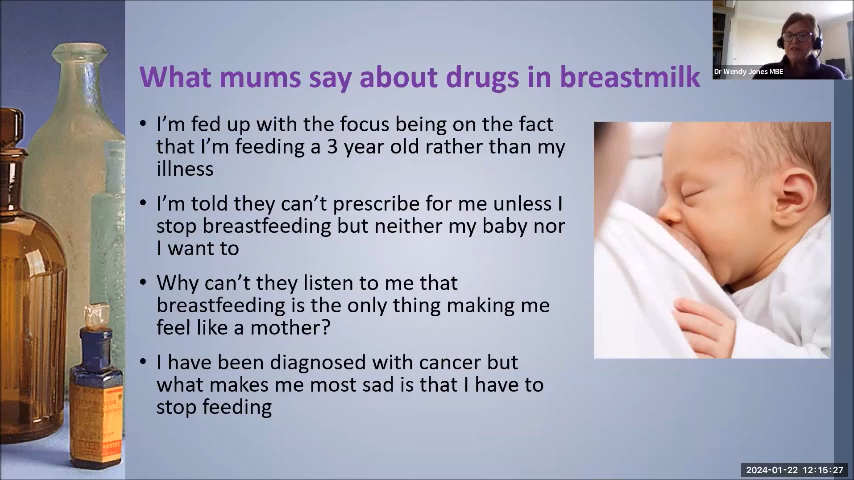 What mums say about drugs in breastmilk
Dr Wendy Jones MBE
• I'm fed up with the focus being on the fact
that I'm feeding a 3 year old rather than my
illness
• I'm told they can't prescribe for me unless I
stop breastfeeding but neither my baby nor
I want to
• Why can't they listen to me that
breastfeeding is the only thing making me
feel like a mother?
• I have been diagnosed with cancer but
what makes me most sad is that I have to
stop feeding
2024-01-22 12:15:27